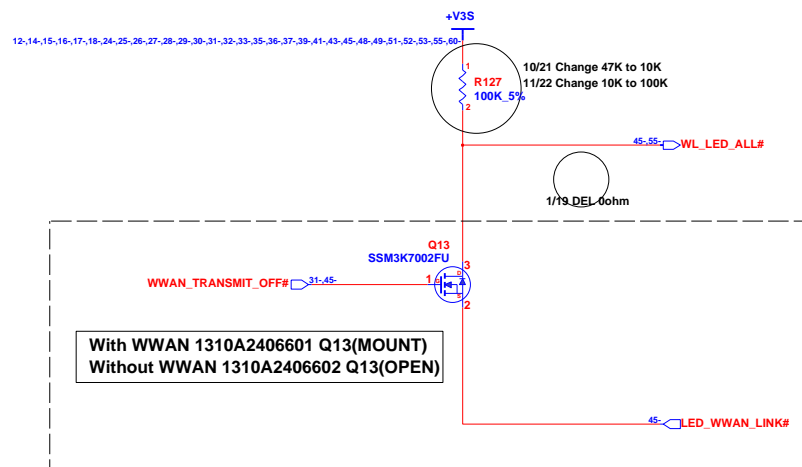 +V3S
12-,14-,15-,16-,17-,18-,24-,25-,26-,27-,28-,29-,30-,31-,32-,33-,35-,36-,37-,39-,41-,43-,45-,48-,49-,51-,52-,53-,55-,60-
1
R127
100K_5%
2
10/21 Change 47K to 10K
11/22 Change 10K to 100K
45-,55-
WL_LED_ALL#
1/19 DEL 0ohm
Q13
SSM3K7002FU
3
D
WWAN_TRANSMIT_OFF#
31-,45-
1
G
S
2
With WWAN 1310A2406601 Q13(MOUNT)
Without WWAN 1310A2406602 Q13(OPEN)
45-
LED_WWAN_LINK#